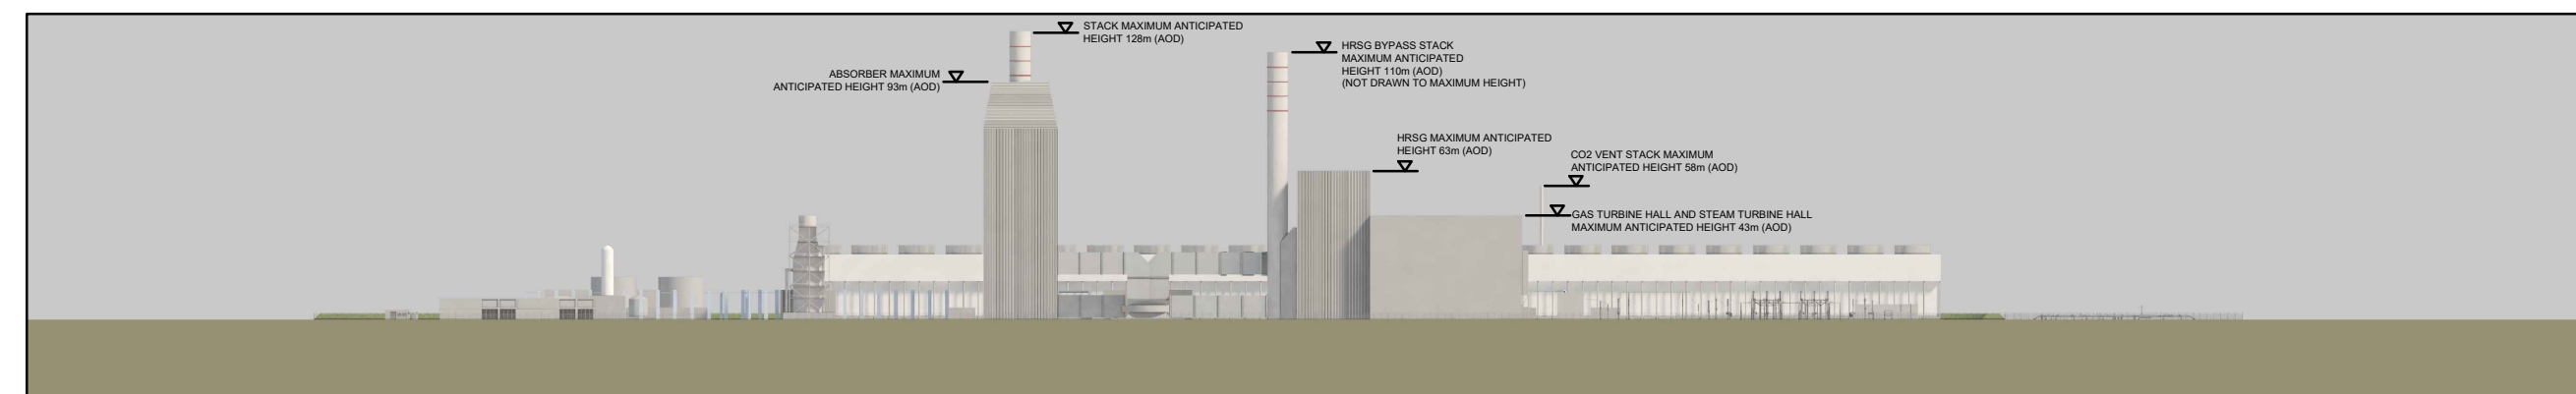 STACK MAXIMUM ANTICIPATED
HEIGHT 128m (AOD)
ABSORBER MAXIMUM
ANTICIPATED HEIGHT 93m (AOD)
HRSG BYPASS STACK
MAXIMUM ANTICIPATED
HEIGHT 110m (AOD)
(NOT DRAWN TO MAXIMUM HEIGHT)
HRSG MAXIMUM ANTICIPATED
HEIGHT 63m (AOD)
CO2 VENT STACK MAXIMUM
ANTICIPATED HEIGHT 58m (AOD)
GAS TURBINE HALL AND STEAM TURBINE HALL
MAXIMUM ANTICIPATED HEIGHT 43m (AOD)